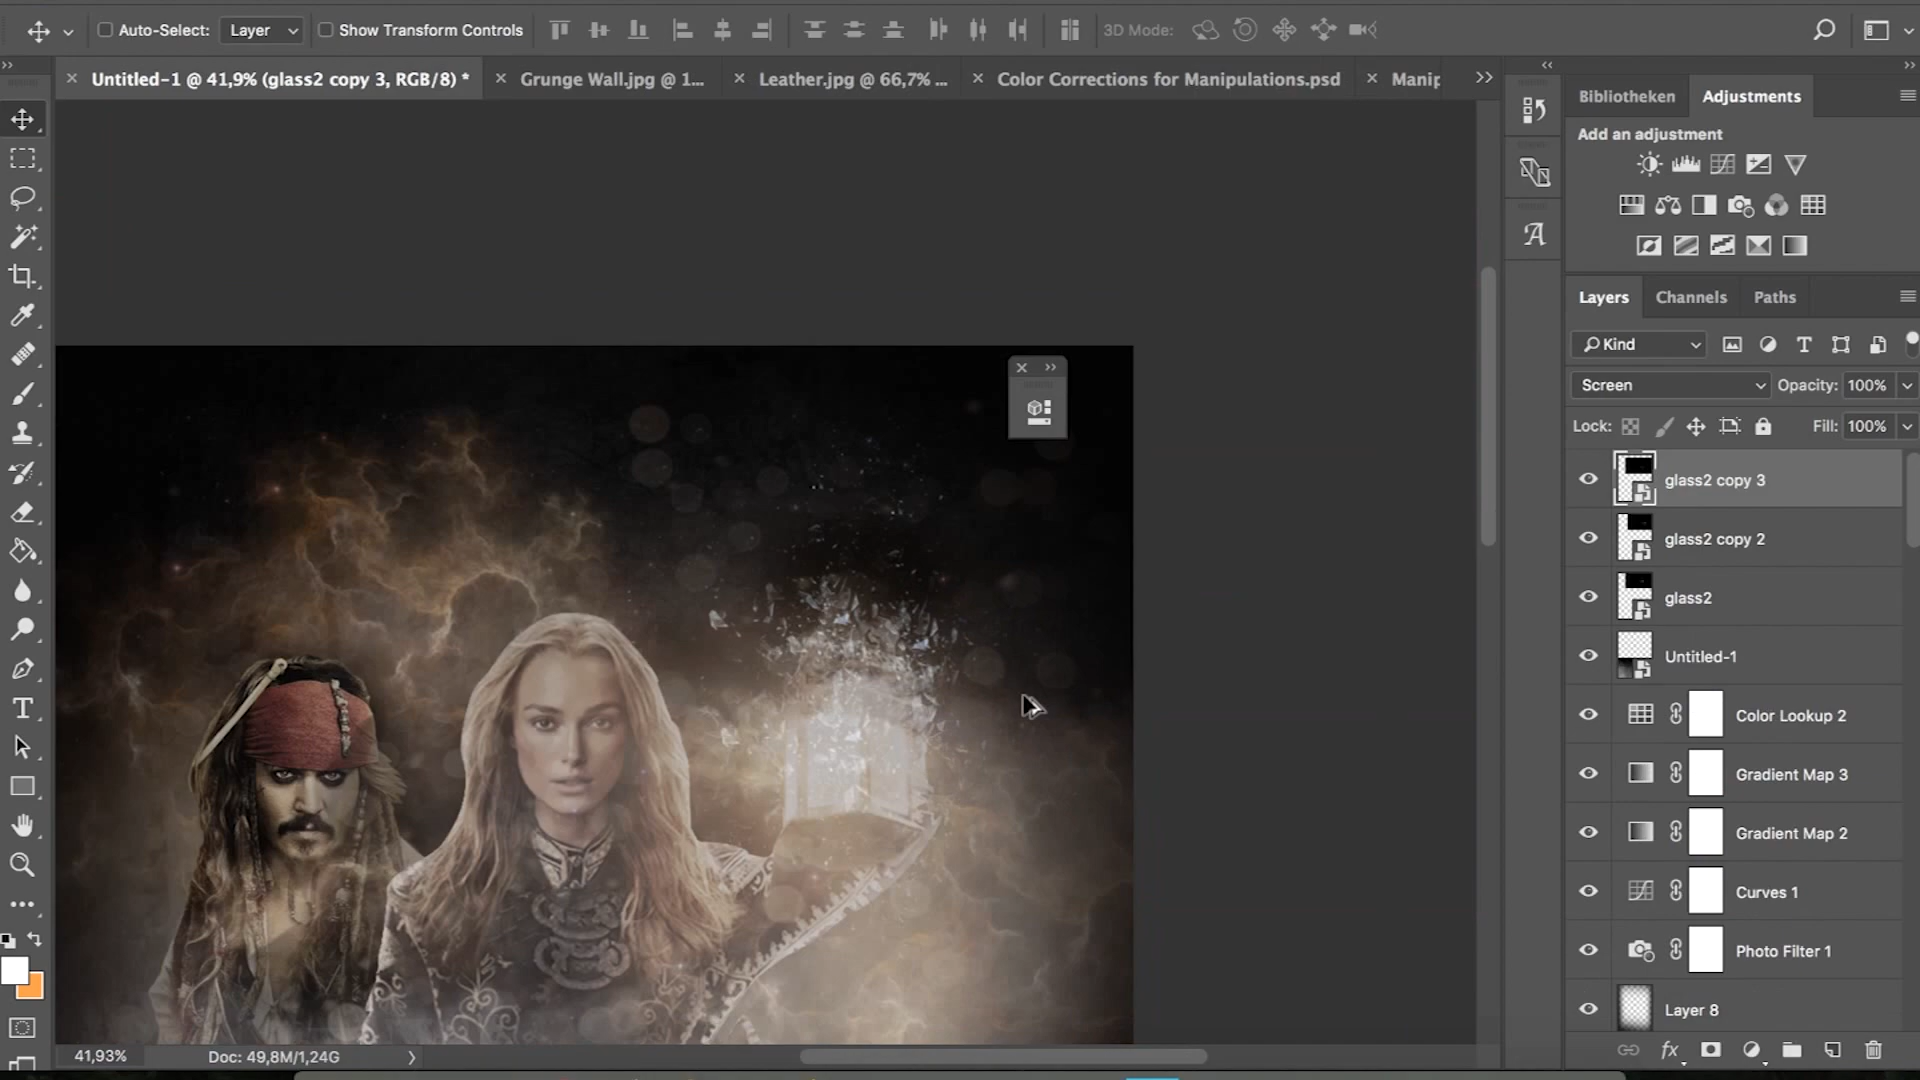 Auto-Select: Layer Show Transform Controls 3D Mode:
Untitled-1 @ 41,9% (glass2 copy 3, RGB/8) * Grunge Wall.jpg @ 1... Leather.jpg @ 66,7% ... Color Corrections for Manipulations.psd Manip
Bibliotheken Adjustments
Add an adjustment
Layers Channels Paths
Kind
Screen Opacity: 100%
Lock: Fill: 100%
glass2 copy 3
glass2 copy 2
glass2
Untitled-1
Color Lookup 2
Gradient Map 3
Gradient Map 2
Curves 1
Photo Filter 1
Layer 8
41,93% Doc: 49,8M/1,24G